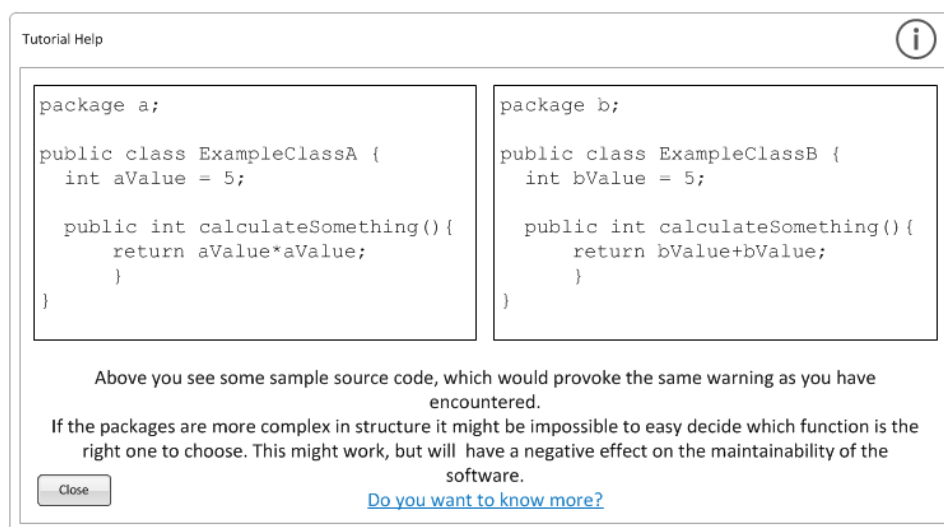 Tutorial Help
i
package a;
public class ExampleClassA {
int aValue = 5;
public int calculateSomething(){
return aValue*aValue;
}
}
package b;
public class ExampleClassB {
int bValue = 5;
public int calculateSomething(){
return bValue+bValue;
}
}
Above you see some sample source code, which would provoke the same warning as you have
encountered.
If the packages are more complex in structure it might be impossible to easy decide which function is the
right one to choose. This might work, but will have a negative effect on the maintainability of the
software.
Close
Do you want to know more?